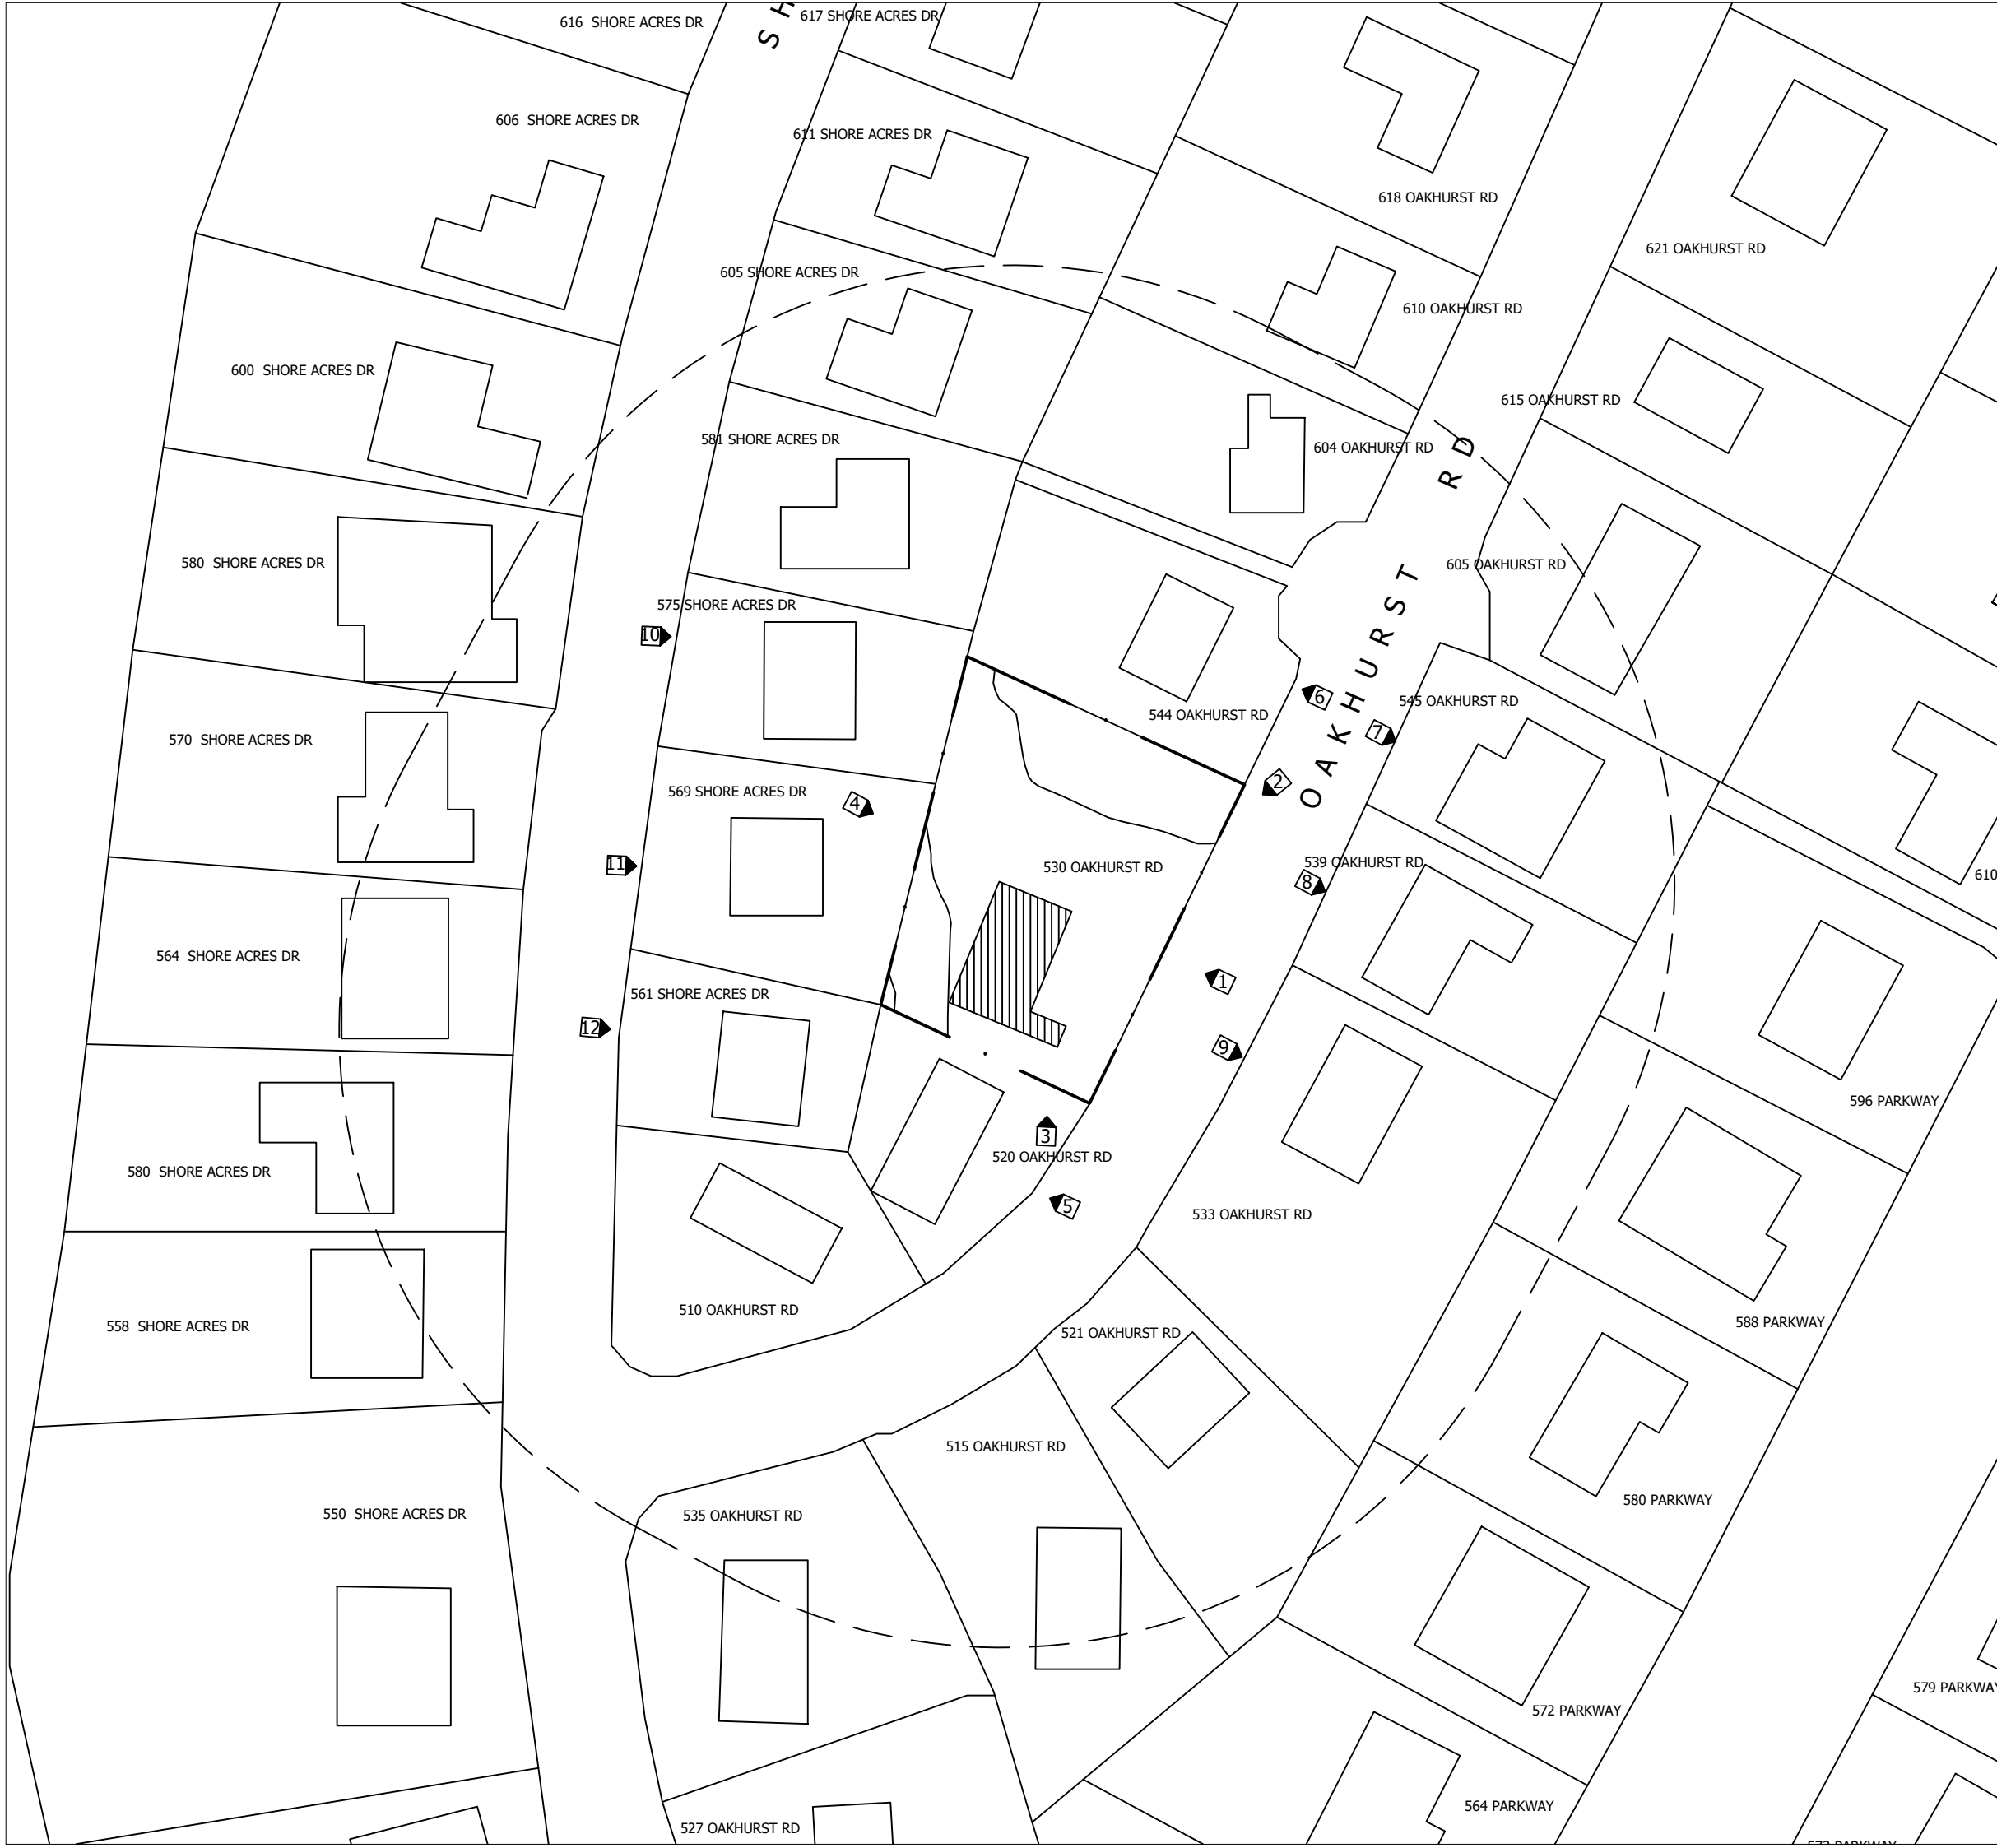 616 SHORE ACRES DR
617 SHORE ACRES DR
S H
606 SHORE ACRES DR
611 SHORE ACRES DR
618 OAKHURST RD
621 OAKHURST RD
605 SHORE ACRES DR
610 OAKHURST RD
600 SHORE ACRES DR
615 OAKHURST RD
581 SHORE ACRES DR
604 OAKHURST RD
OAKHURST RD
580 SHORE ACRES DR
605 OAKHURST RD
575 SHORE ACRES DR
10
6
545 OAKHURST RD
544 OAKHURST RD
7
570 SHORE ACRES DR
2
569 SHORE ACRES DR
4
11
530 OAKHURST RD
539 OAKHURST RD
8
610
564 SHORE ACRES DR
1
561 SHORE ACRES DR
12
9
596 PARKWAY
3
520 OAKHURST RD
580 SHORE ACRES DR
5
533 OAKHURST RD
510 OAKHURST RD
588 PARKWAY
558 SHORE ACRES DR
521 OAKHURST RD
515 OAKHURST RD
580 PARKWAY
550 SHORE ACRES DR
535 OAKHURST RD
579 PARKWAY
572 PARKWAY
564 PARKWAY
527 OAKHURST RD